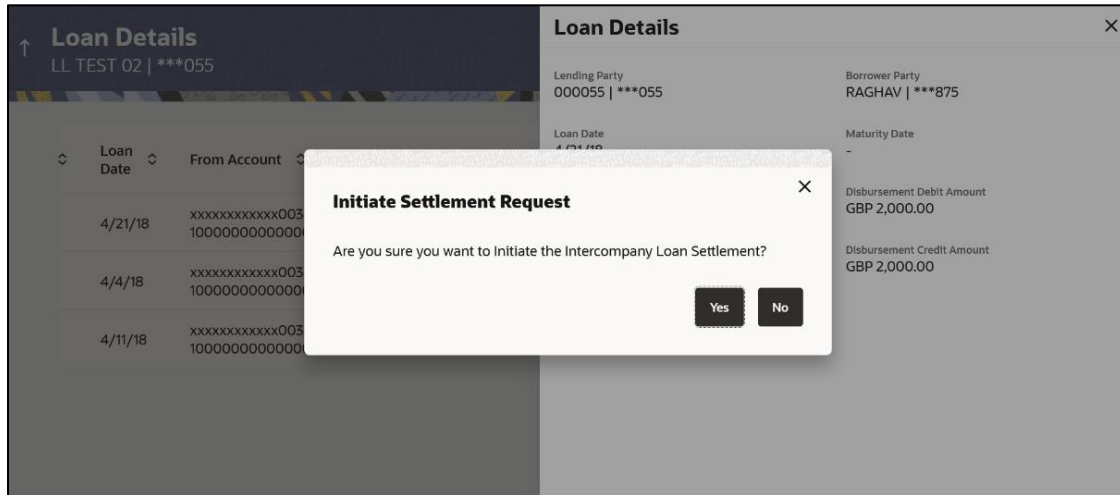 Loan Details
LL TEST 02 | ***055
Loan Date
From Account
4/21/18
xxxxxxxxxxxx003
4/4/18
xxxxxxxxxxxx003
4/11/18
xxxxxxxxxxxx003
Loan Details
Lending Party
000055 | ***055
Borrower Party
RAGHAV | ***875
Loan Date
4/21/18
Maturity Date
-
Disbursement Debit Amount
GBP 2,000.00
Disbursement Credit Amount
GBP 2,000.00
Initiate Settlement Request
Are you sure you want to Initiate the Intercompany Loan Settlement?
Yes
No